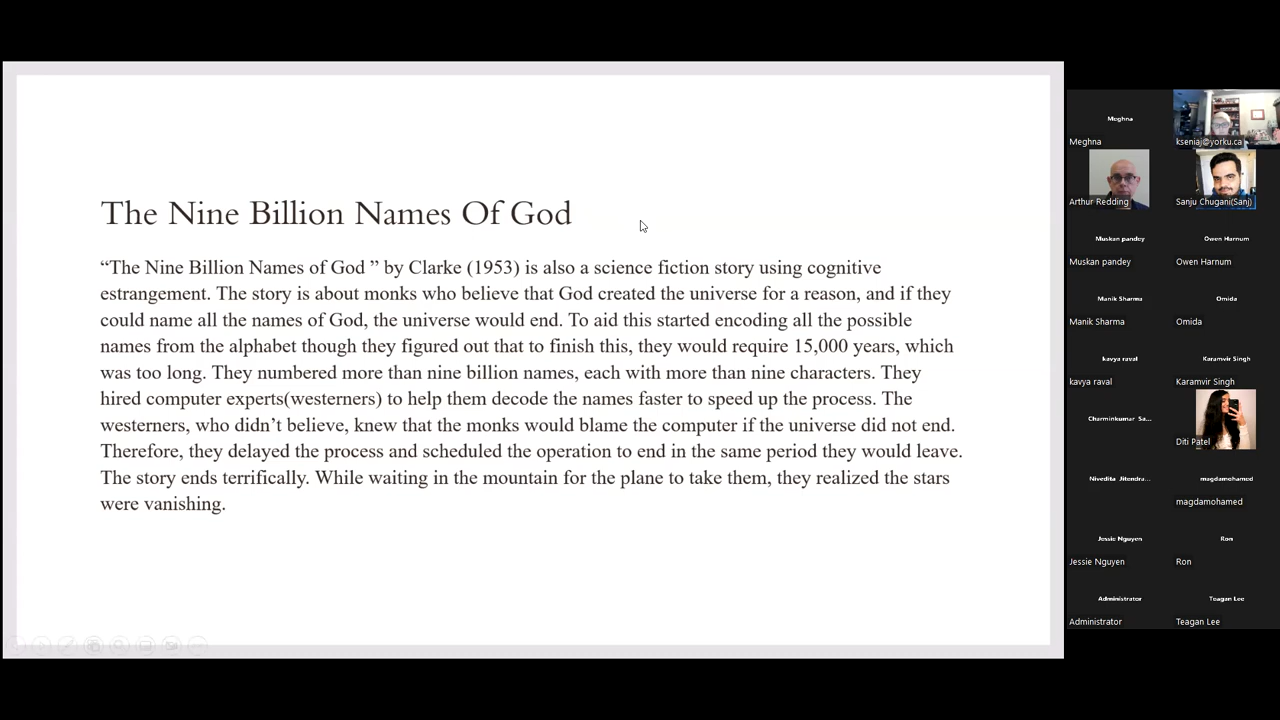 The Nine Billion Names Of God
“The Nine Billion Names of God ” by Clarke (1953) is also a science fiction story using cognitive
estrangement. The story is about monks who believe that God created the universe for a reason, and if they
could name all the names of God, the universe would end. To aid this started encoding all the possible
names from the alphabet though they figured out that to finish this, they would require 15,000 years, which
was too long. They numbered more than nine billion names, each with more than nine characters. They
hired computer experts(westerners) to help them decode the names faster to speed up the process. The
westerners, who didn’t believe, knew that the monks would blame the computer if the universe did not end.
Therefore, they delayed the process and scheduled the operation to end in the same period they would leave.
The story ends terrifically. While waiting in the mountain for the plane to take them, they realized the stars
were vanishing.
Meghna
Meghna
kseniaj@yorku.ca
Arthur Redding
Sanju Chugani(Sanj)
Muskan pandey
Owen Harnum
Muskan pandey
Owen Harnum
Manik Sharma
Omida
Manik Sharma
Omida
kavya raval
Karamvir Singh
kavya raval
Karamvir Singh
Charminkumar Sa...
Diti Patel
Nivedita Jitendra...
magdamohamed
magdamohamed
Jessie Nguyen
Ron
Jessie Nguyen
Ron
Administrator
Teagan Lee
Administrator
Teagan Lee